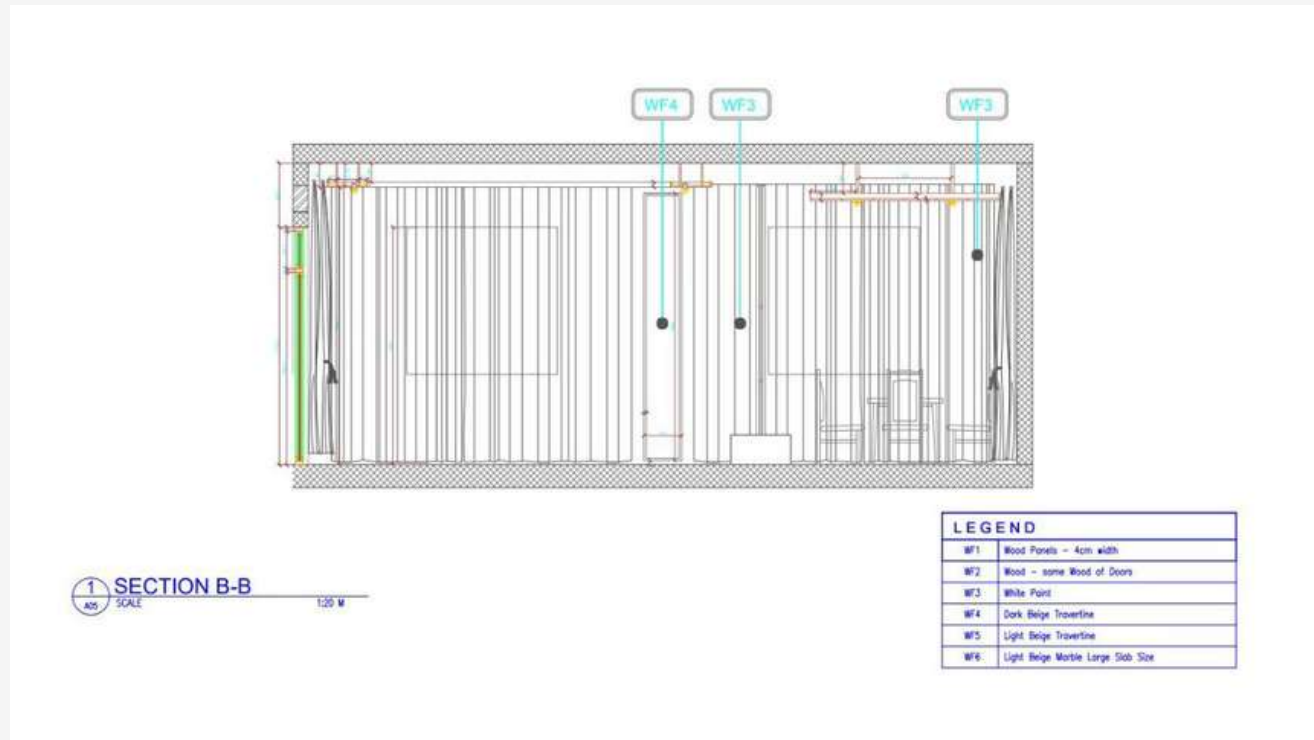 WF4 WF3 WF3
LEGEND
WF1 Wood Panels - 4cm width
WF2 Wood - same Wood of Doors
WF3 White Paint
WF4 Dark Beige Travertine
WF5 Light Beige Travertine
WF6 Light Beige Marble Large Slab Size
1 SECTION B-B
A05 SCALE 1:20 M